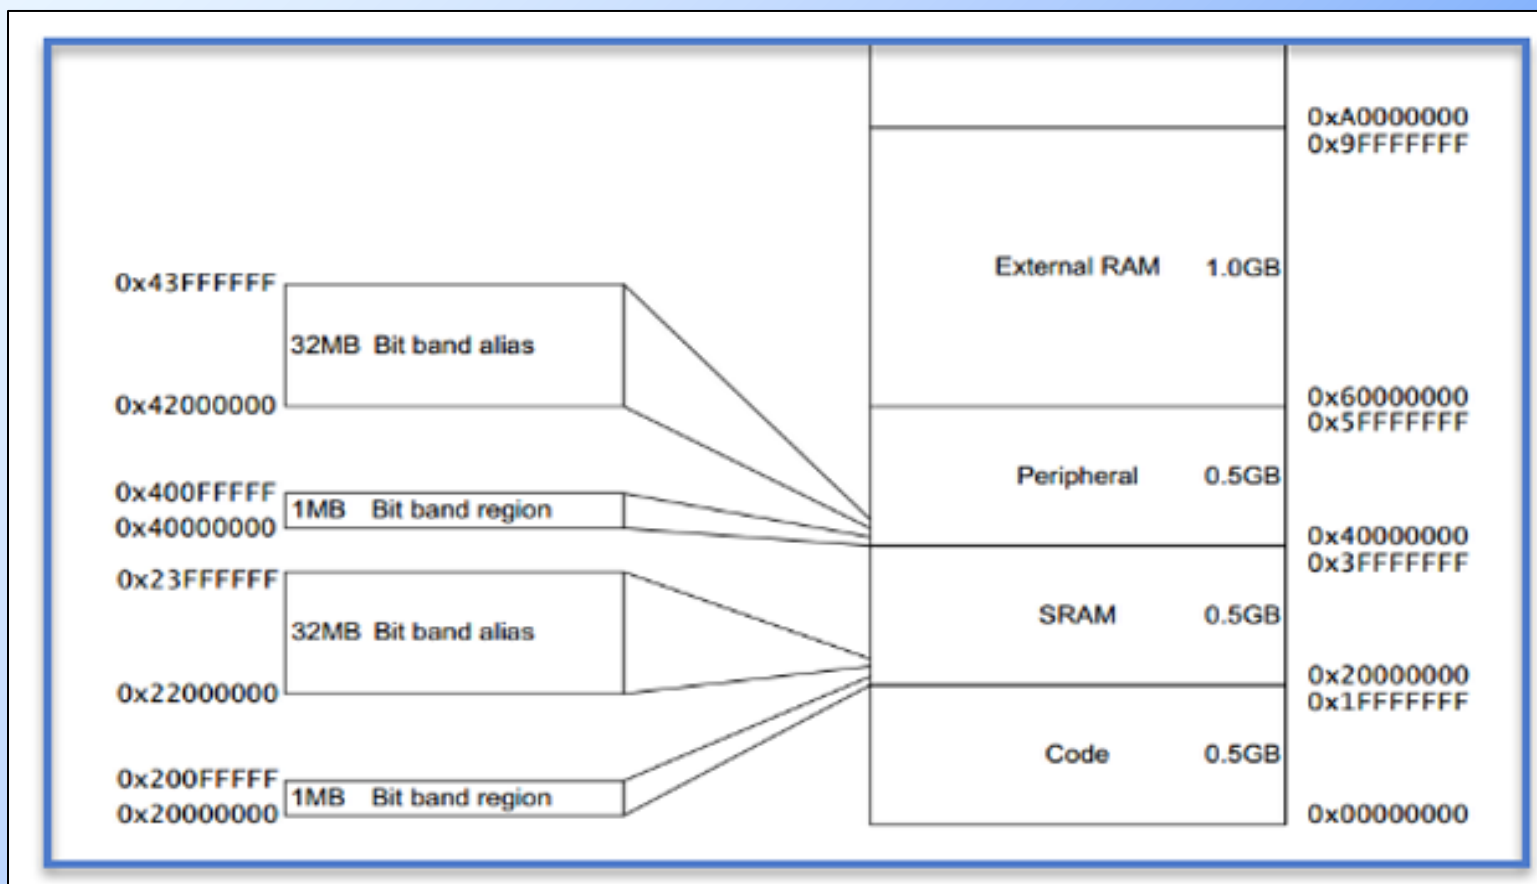 0xA0000000
0x9FFFFFFF
External RAM 1.0GB
0x43FFFFFF
32MB Bit band alias
0x42000000
0x60000000
0x5FFFFFFF
Peripheral 0.5GB
0x400FFFFF
1MB Bit band region
0x40000000
0x40000000
0x3FFFFFFF
0x23FFFFFF
32MB Bit band alias
0x22000000
SRAM 0.5GB
0x20000000
0x1FFFFFFF
Code 0.5GB
0x200FFFFF
1MB Bit band region
0x20000000
0x00000000